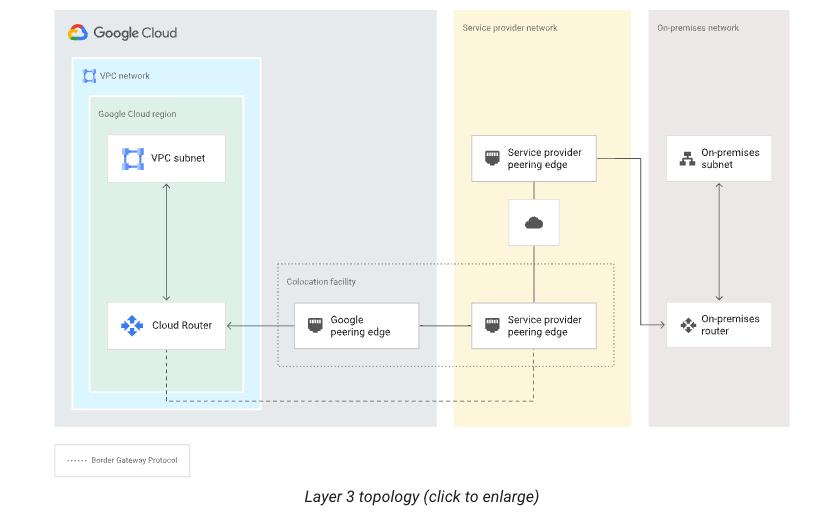 Google Cloud
Service provider network
On-premises network
VPC network
Google Cloud region
VPC subnet
Service provider
peering edge
On-premises
subnet
Colocation facility
Cloud Router
Google
peering edge
Service provider
peering edge
On-premises
router
Border Gateway Protocol
Layer 3 topology (click to enlarge)